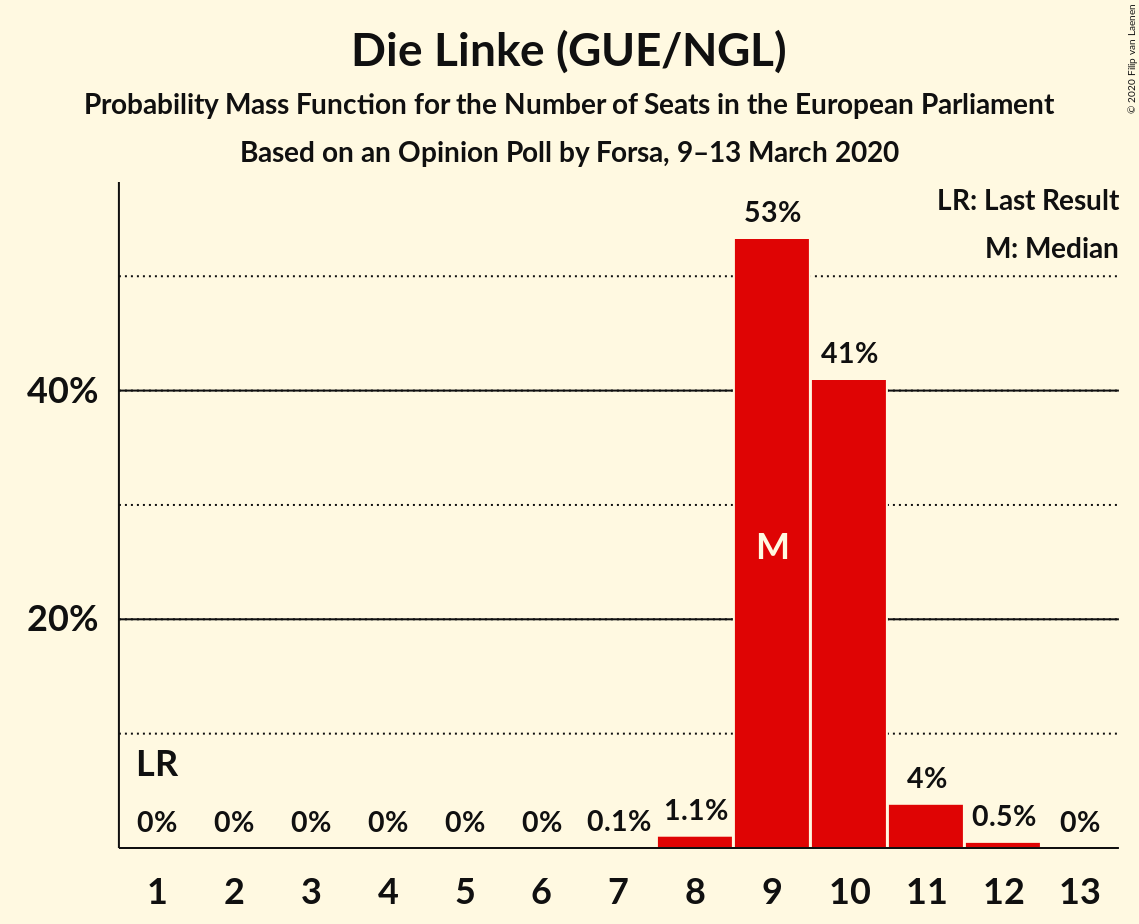 Die Linke (GUE/NGL)
Probability Mass Function for the Number of Seats in the European Parliament
Based on an Opinion Poll by Forsa, 9–13 March 2020
© 2020 Filip van Laenen
LR: Last Result
M: Median
53%
41%
40%
M
20%
LR
4%
0% 0% 0% 0% 0% 0% 0.1% 1.1% 0.5% 0%
1 2 3 4 5 6 7 8 9 10 11 12 13